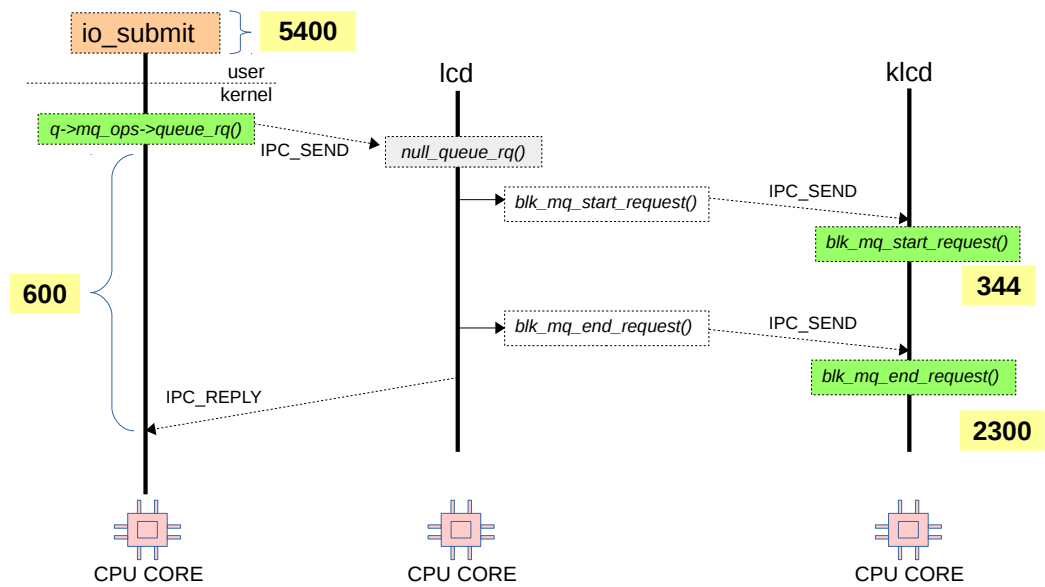 io_submit
5400
user
kernel
lcd
klcd
q->mq_ops->queue_rq()
IPC_SEND
null_queue_rq()
blk_mq_start_request()
IPC_SEND
blk_mq_start_request()
344
600
blk_mq_end_request()
IPC_SEND
blk_mq_end_request()
IPC_REPLY
2300
CPU CORE
CPU CORE
CPU CORE